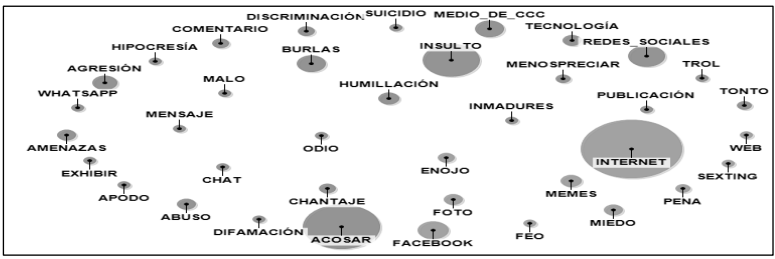 DISCRIMINACIÓN
SUICIDIO
MEDIO_DE_CCC
COMENTARIO
TECNOLOGÍA
HIPOCRESÍA
BURLAS
INSULTO
REDES_SOCIALES
AGRESIÓN
MALO
MENOSPRECIAR
TROL
WHATSAPP
HUMILLACIÓN
PUBLICACIÓN
TONTO
MENSAJE
INMADURES
AMENAZAS
ODIO
WEB
EXHIBIR
ENOJO
INTERNET
CHAT
SEXTING
APODO
CHANTAJE
MEMES
PENA
ABUSO
FOTO
MIEDO
DIFAMACIÓN
ACOSAR
FACEBOOK
FEO